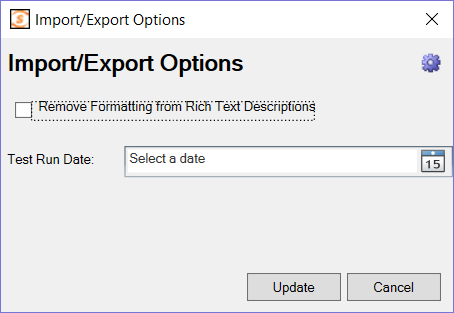 Import/Export Options
Import/Export Options
Remove Formatting from Rich Text Descriptions
Test Run Date:
Select a date
15
Update
Cancel